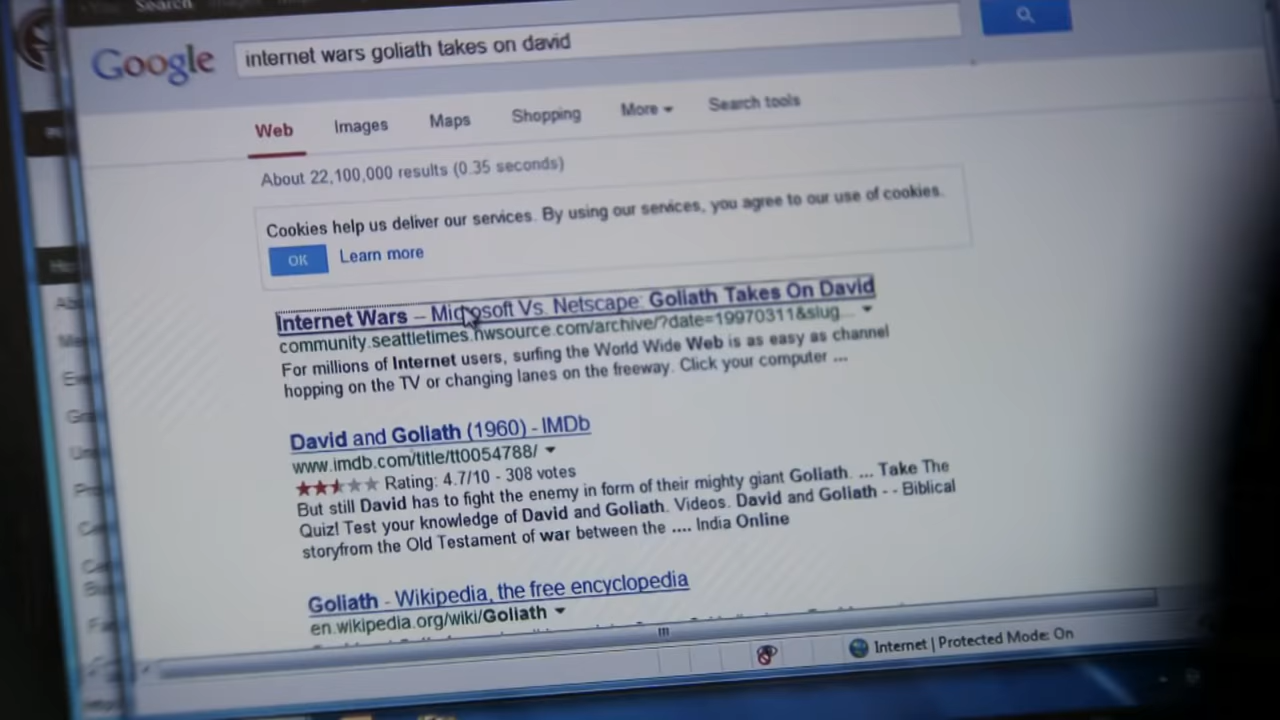 Search
Google
internet wars goliath takes on david
Web Images Maps Shopping More Search tools
About 22,100,000 results (0.35 seconds)
Cookies help us deliver our services. By using our services, you agree to our use of cookies.
OK Learn more
Internet Wars – Microsoft Vs. Netscape: Goliath Takes On David
community.seattletimes.nwsource.com/archive/?date=19970311&slug...
For millions of Internet users, surfing the World Wide Web is as easy as channel
hopping on the TV or changing lanes on the freeway. Click your computer ...
David and Goliath (1960) - IMDb
www.imdb.com/title/tt0054788/
Rating: 4.7/10 - 308 votes
But still David has to fight the enemy in form of their mighty giant Goliath. ... Take The
Quiz! Test your knowledge of David and Goliath. Videos. David and Goliath - - Biblical
storyfrom the Old Testament of war between the .... India Online
Goliath - Wikipedia, the free encyclopedia
en.wikipedia.org/wiki/Goliath
Internet | Protected Mode: On